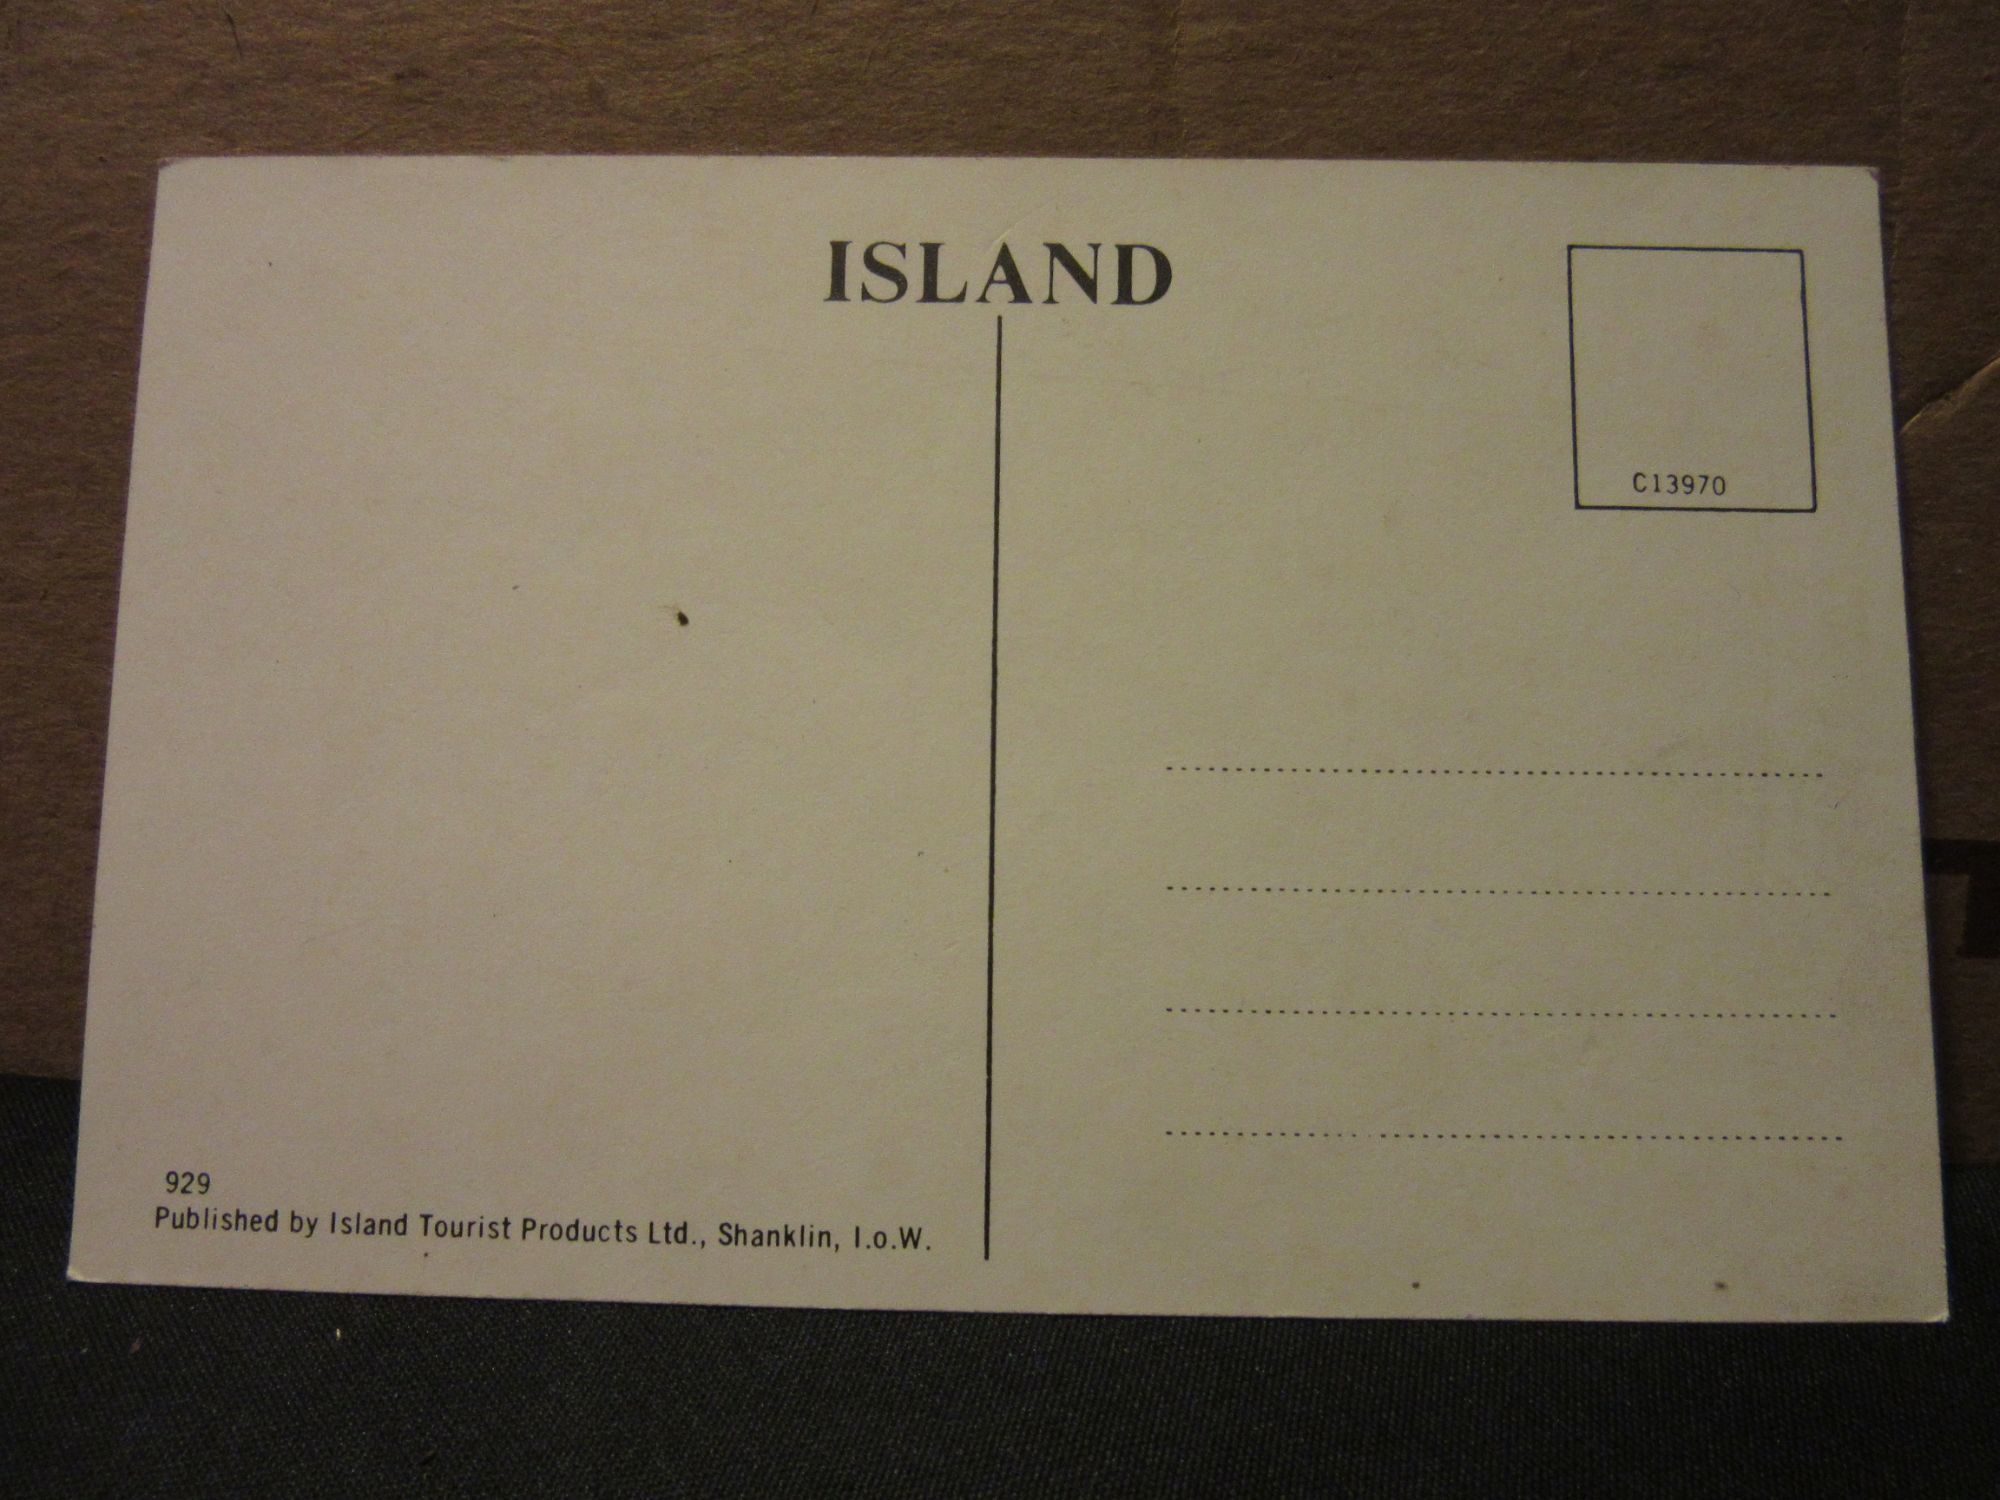 ISLAND
C13970
929
Published by Island Tourist Products Ltd., Shanklin, I.o.W.